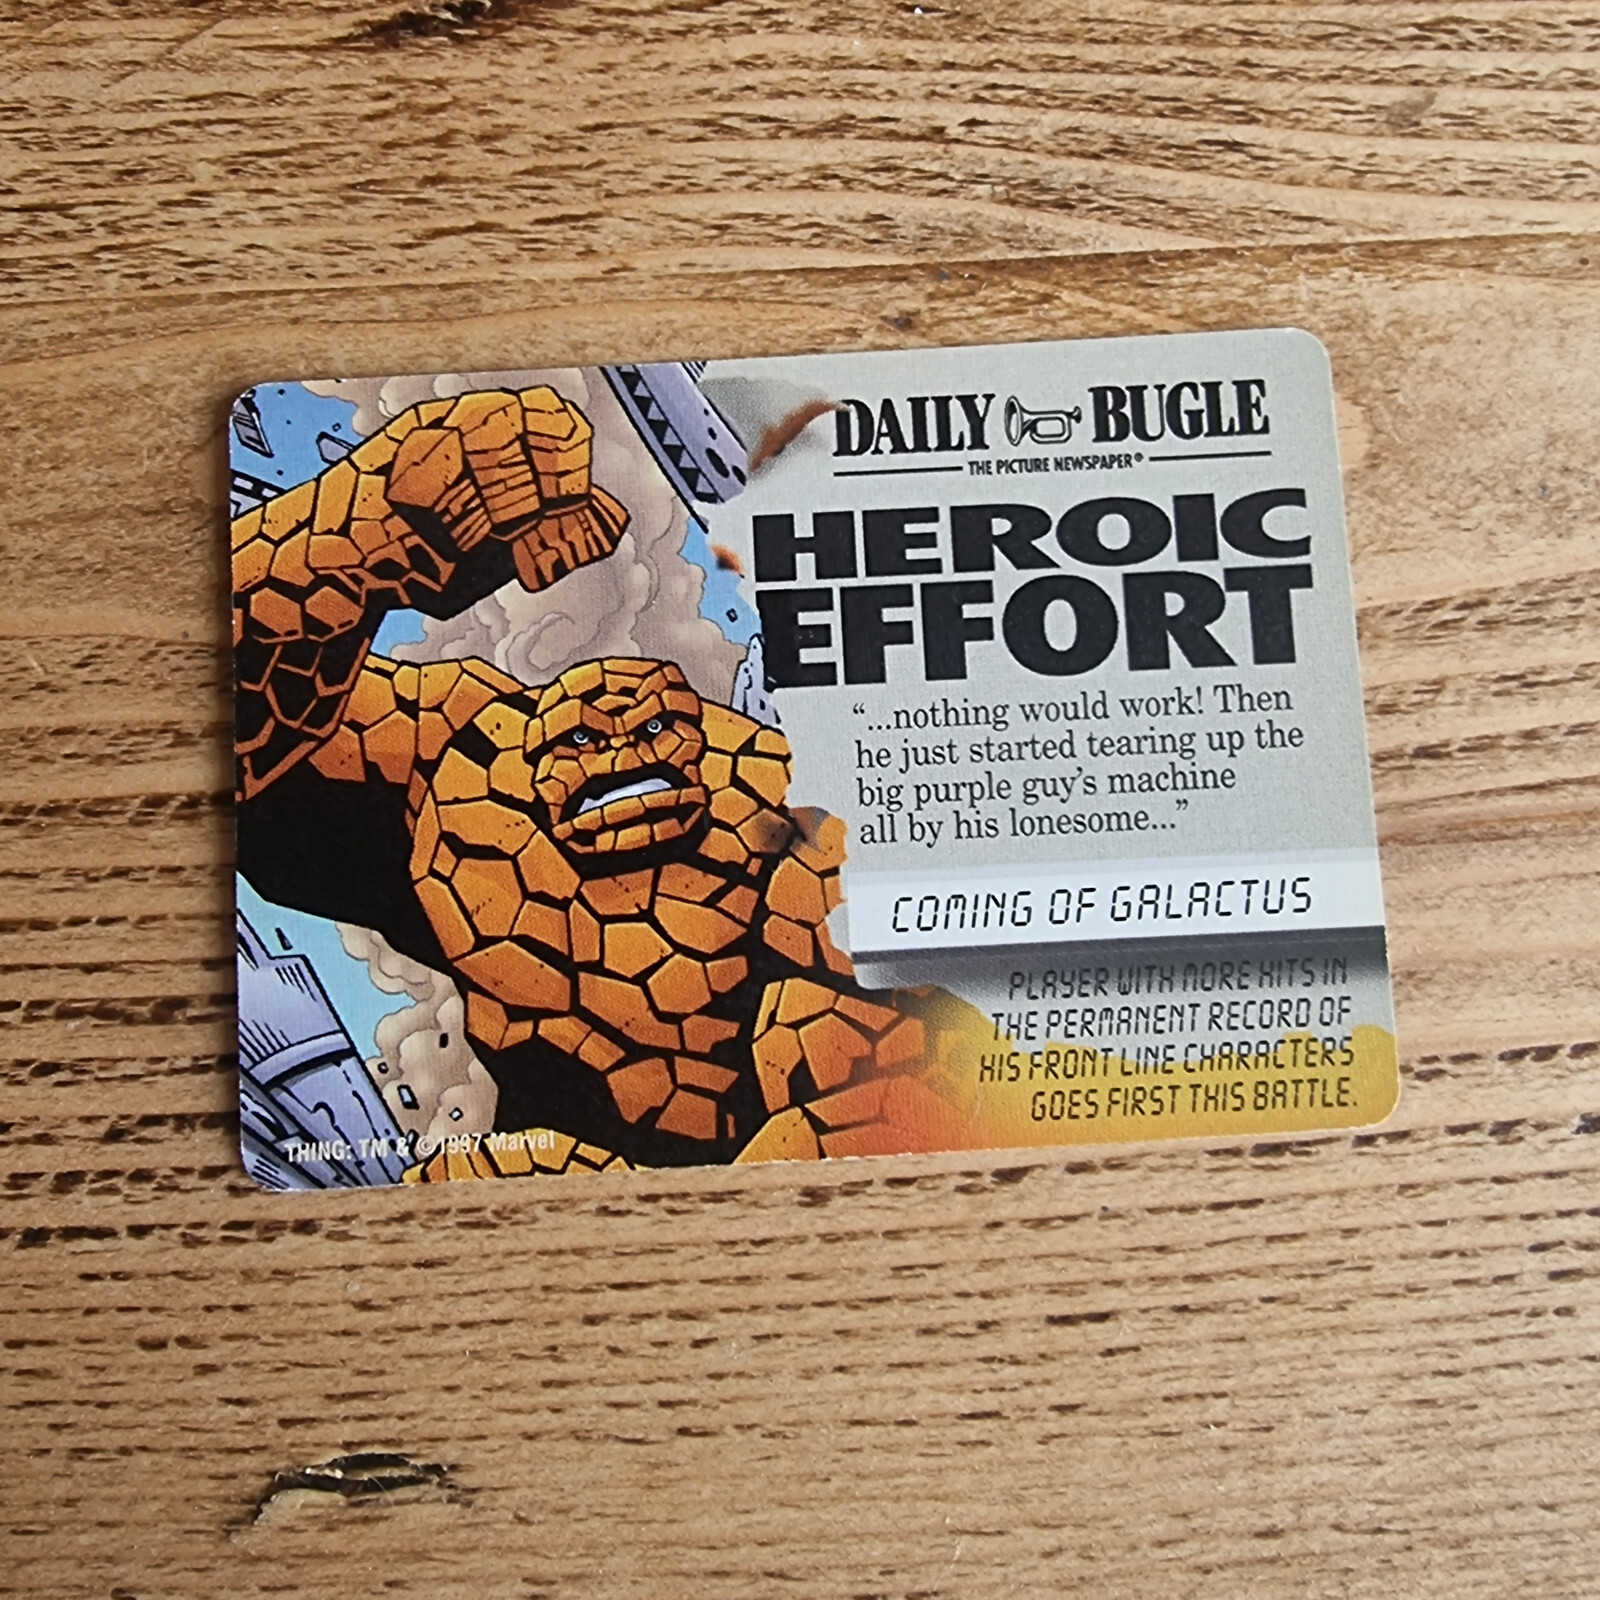 DAILY BUGLE
THE PICTURE NEWSPAPER®
HEROIC
EFFORT
“...nothing would work! Then
he just started tearing up the
big purple guy’s machine
all by his lonesome...”
COMING OF GALACTUS
PLAYER WITH MORE HITS IN
THE PERMANENT RECORD OF
HIS FRONT LINE CHARACTERS
GOES FIRST THIS BATTLE.
THING: TM & ©1997 Marvel